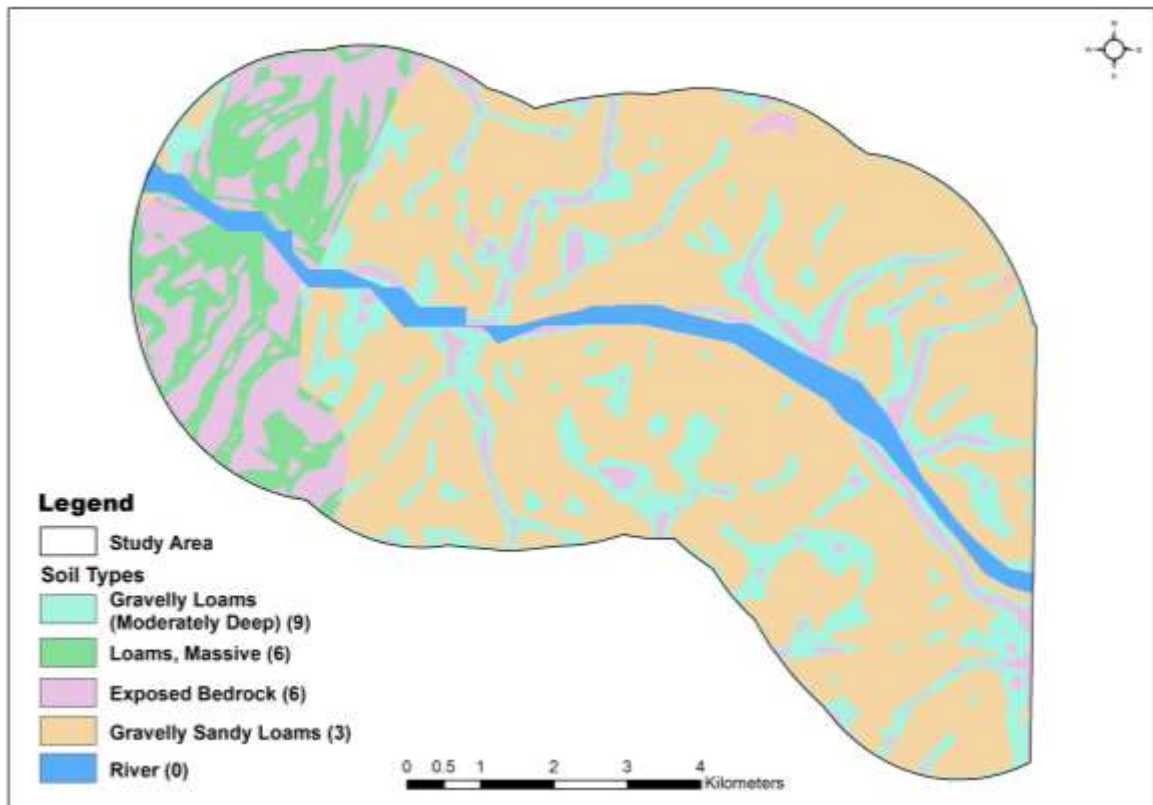 Legend
Study Area
Soil Types
Gravelly Loams
(Moderately Deep) (9)
Loams, Massive (6)
Exposed Bedrock (6)
Gravelly Sandy Loams (3)
River (0)
0 0.5 1 2 3 4
Kilometers